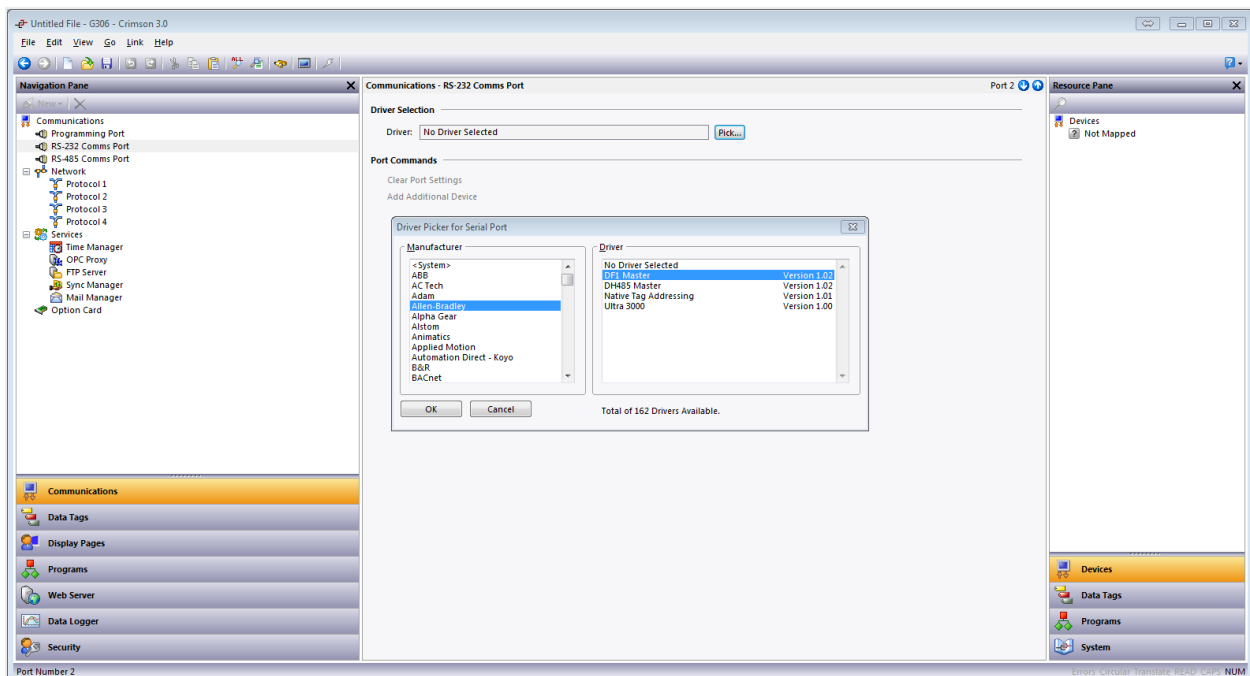 Untitled File - G306 - Crimson 3.0
File Edit View Go Link Help
Navigation Pane
New
Communications
Programming Port
RS-232 Comms Port
RS-485 Comms Port
Network
Protocol 1
Protocol 2
Protocol 3
Protocol 4
Services
Time Manager
OPC Proxy
FTP Server
Sync Manager
Mail Manager
Option Card
Communications
Data Tags
Display Pages
Programs
Web Server
Data Logger
Security
Communications - RS-232 Comms Port Port 2
Driver Selection
Driver: No Driver Selected Pick...
Port Commands
Clear Port Settings
Add Additional Device
Driver Picker for Serial Port
Manufacturer
<System>
ABB
AC Tech
Adam
Allen-Bradley
Alpha Gear
Alstom
Animatics
Applied Motion
Automation Direct - Koyo
B&R
BACnet
Driver
No Driver Selected
DF1 Master Version 1.02
DH485 Master Version 1.02
Native Tag Addressing Version 1.01
Ultra 3000 Version 1.00
OK Cancel Total of 162 Drivers Available.
Resource Pane
Devices
Not Mapped
Devices
Data Tags
Programs
System
Port Number 2 Errors Circular Translate READ CAPS NUM